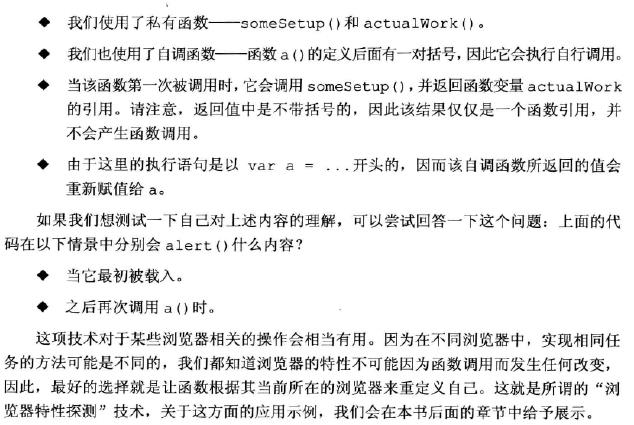 ◆ 我们使用了私有函数——someSetup()和actualWork()。
◆ 我们也使用了自调函数——函数a()的定义后面有一对括号,因此它会执行自行调用。
◆ 当该函数第一次被调用时,它会调用someSetup(),并返回函数变量actualWork
的引用。请注意,返回值中是不带括号的,因此该结果仅仅是一个函数引用,并
不会产生函数调用。
◆ 由于这里的执行语句是以 var a = ...开头的,因而该自调函数所返回的值会
重新赋值给a。
如果我们想测试一下自己对上述内容的理解,可以尝试回答一下这个问题:上面的代
码在以下情景中分别会alert()什么内容?
◆ 当它最初被载入。
◆ 之后再次调用a()时。
这项技术对于某些浏览器相关的操作会相当有用。因为在不同浏览器中,实现相同任
务的方法可能是不同的,我们都知道浏览器的特性不可能因为函数调用而发生任何改变,
因此,最好的选择就是让函数根据其当前所在的浏览器来重定义自己。这就是所谓的“浏
览器特性探测”技术,关于这方面的应用示例,我们会在本书后面的章节中给予展示。